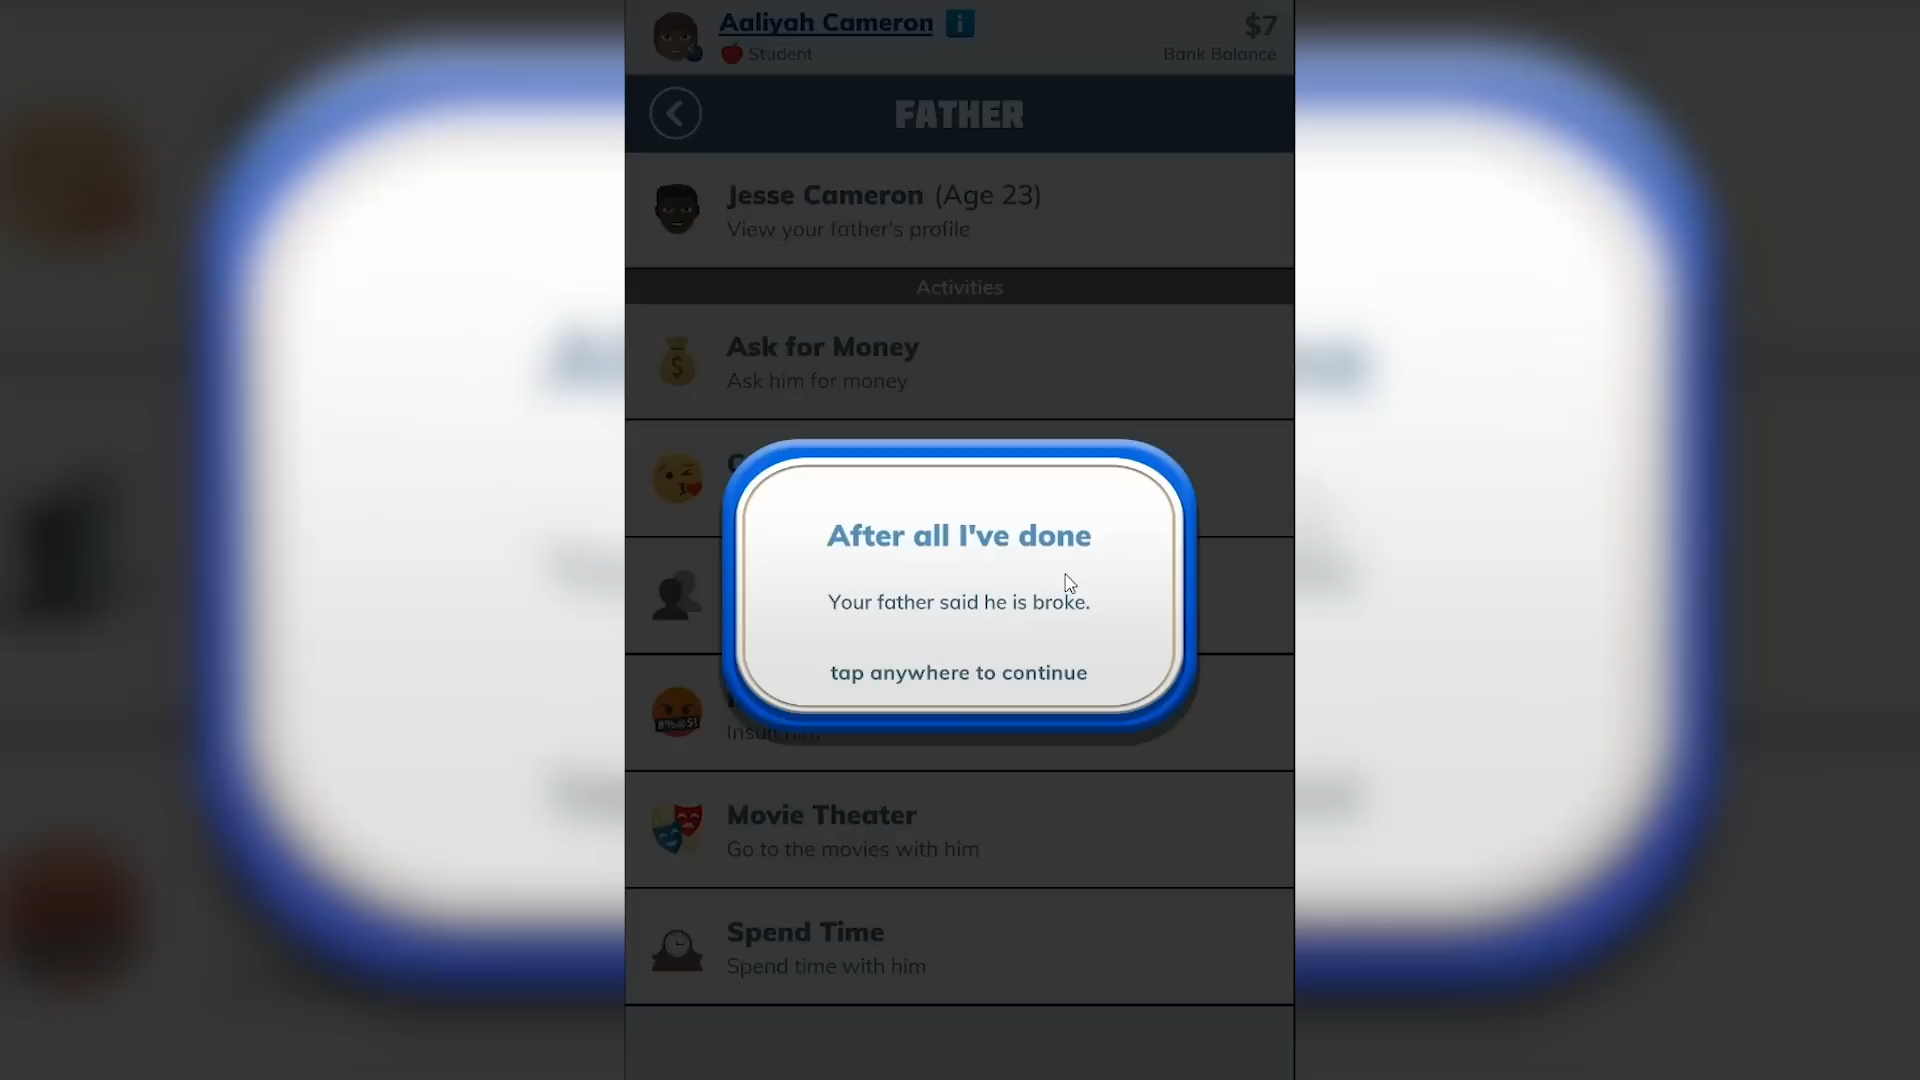 Aaliyah Cameron
$7
Student
Bank Balance
FATHER
Jesse Cameron (Age 23)
View your father's profile
Activities
Ask for Money
Ask him for money
After all I've done
Your father said he is broke.
tap anywhere to continue
Insult him.
Movie Theater
Go to the movies with him
Spend Time
Spend time with him